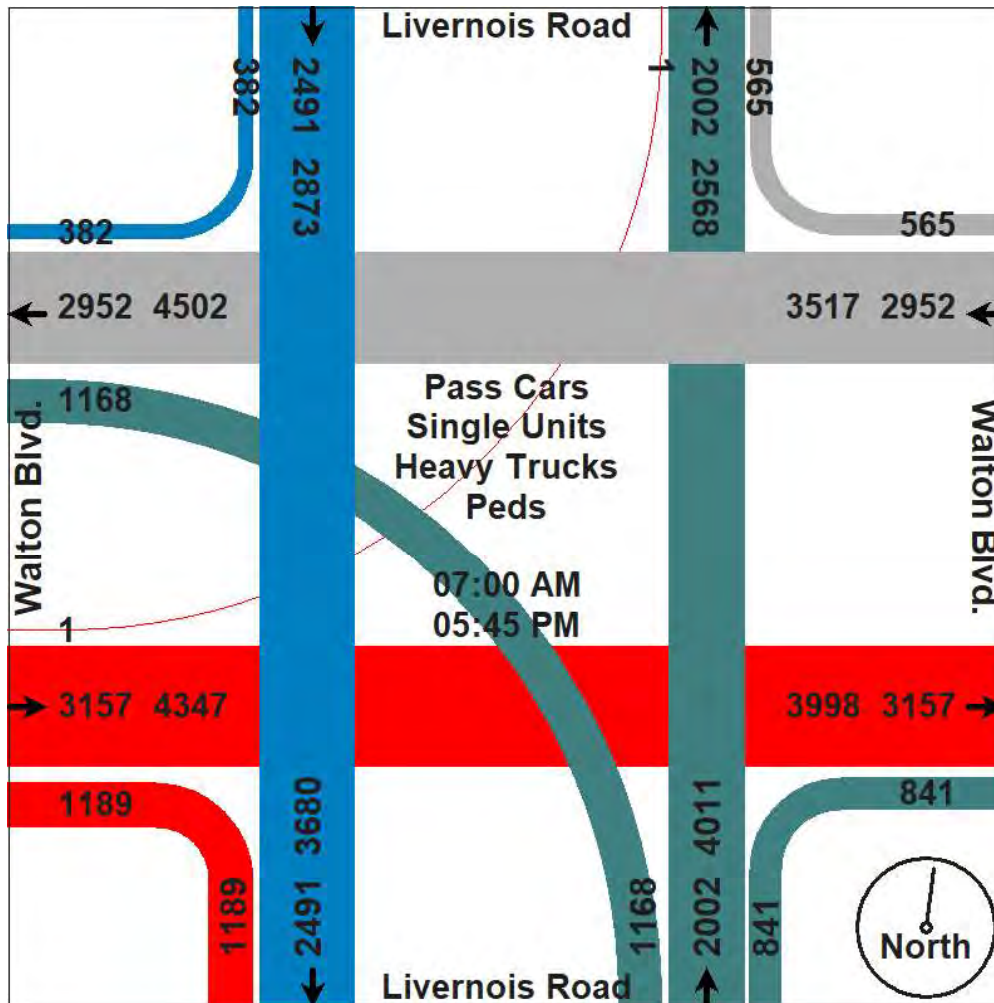 Livernois Road
382
2491 2873
1
2002 2568
565
382
565
2952 4502
3517 2952
1168
Pass Cars
Single Units
Heavy Trucks
Peds
Walton Blvd.
Walton Blvd.
07:00 AM
05:45 PM
1
3157 4347
3998 3157
1189
841
1189
2491 3680
1168
2002 4011
841
North
Livernois Road